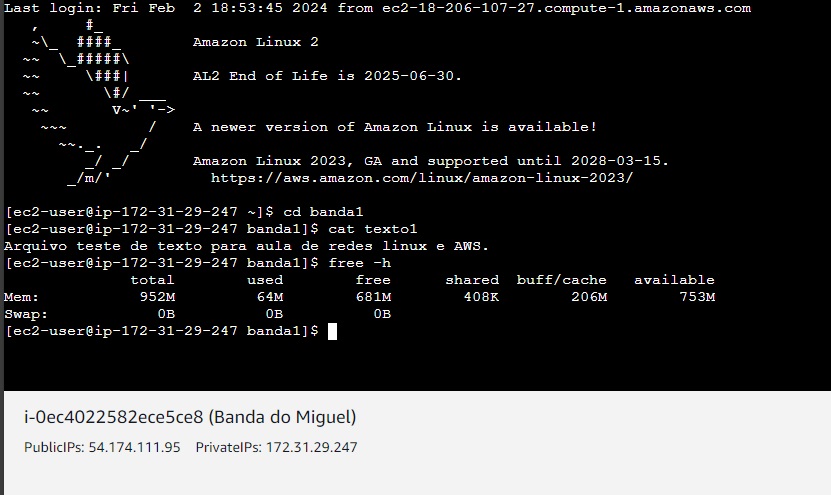 Last login: Fri Feb  2 18:53:45 2024 from ec2-18-206-107-27.compute-1.amazonaws.com
   ,     #_
   ~\_  ####_        Amazon Linux 2
  ~~  \_#####\
  ~~     \###|       AL2 End of Life is 2025-06-30.
  ~~       \#/ ___
   ~~       V~' '->
    ~~~         /    A newer version of Amazon Linux is available!
      ~~._.   _/
         _/ _/       Amazon Linux 2023, GA and supported until 2028-03-15.
       _/m/'           https://aws.amazon.com/linux/amazon-linux-2023/
[ec2-user@ip-172-31-29-247 ~]$ cd banda1
[ec2-user@ip-172-31-29-247 banda1]$ cat texto1
Arquivo teste de texto para aula de redes linux e AWS.
[ec2-user@ip-172-31-29-247 banda1]$ free -h
              total        used        free      shared  buff/cache   available
Mem:           952M         64M        681M        408K        206M        753M
Swap:            0B          0B          0B
[ec2-user@ip-172-31-29-247 banda1]$
i-0ec4022582ece5ce8 (Banda do Miguel)
PublicIPs: 54.174.111.95 PrivateIPs: 172.31.29.247